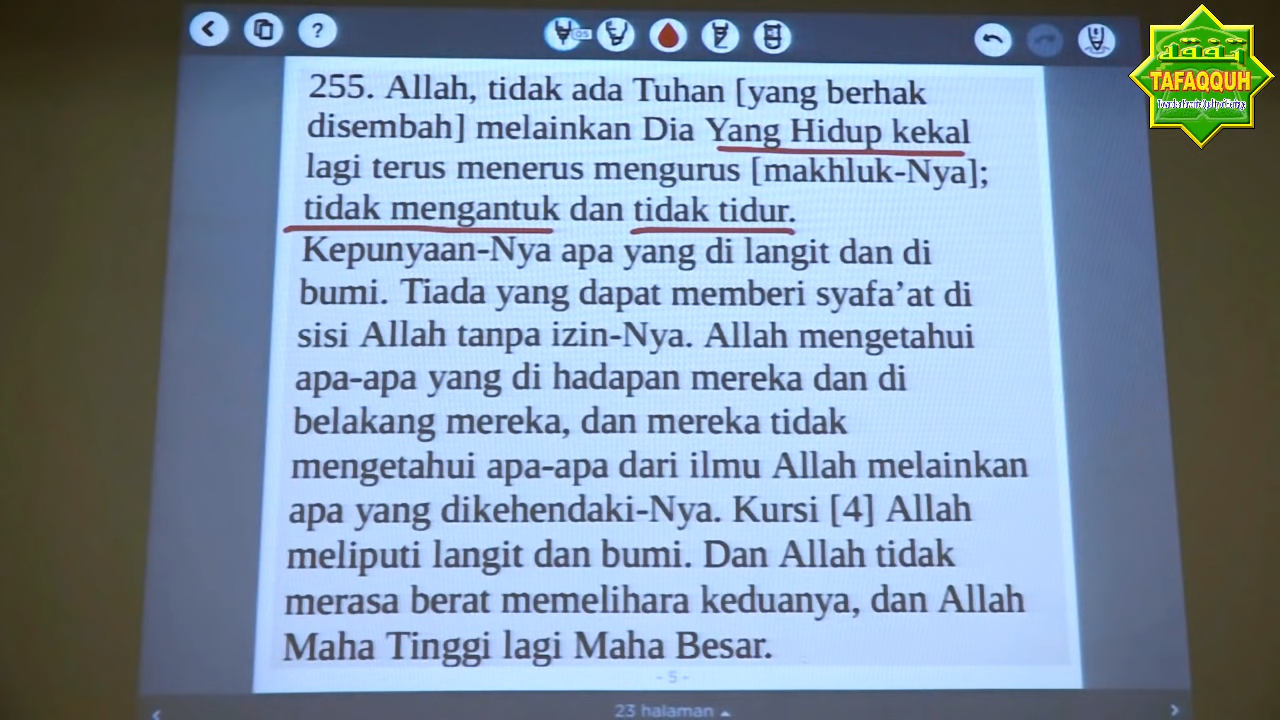 ?
تفقه
TAFAQQUH
255. Allah, tidak ada Tuhan [yang berhak
disembah] melainkan Dia Yang Hidup kekal
lagi terus menerus mengurus [makhluk-Nya];
tidak mengantuk dan tidak tidur.
Kepunyaan-Nya apa yang di langit dan di
bumi. Tiada yang dapat memberi syafa’at di
sisi Allah tanpa izin-Nya. Allah mengetahui
apa-apa yang di hadapan mereka dan di
belakang mereka, dan mereka tidak
mengetahui apa-apa dari ilmu Allah melainkan
apa yang dikehendaki-Nya. Kursi [4] Allah
meliputi langit dan bumi. Dan Allah tidak
merasa berat memelihara keduanya, dan Allah
Maha Tinggi lagi Maha Besar.
- 5 -
23 halaman